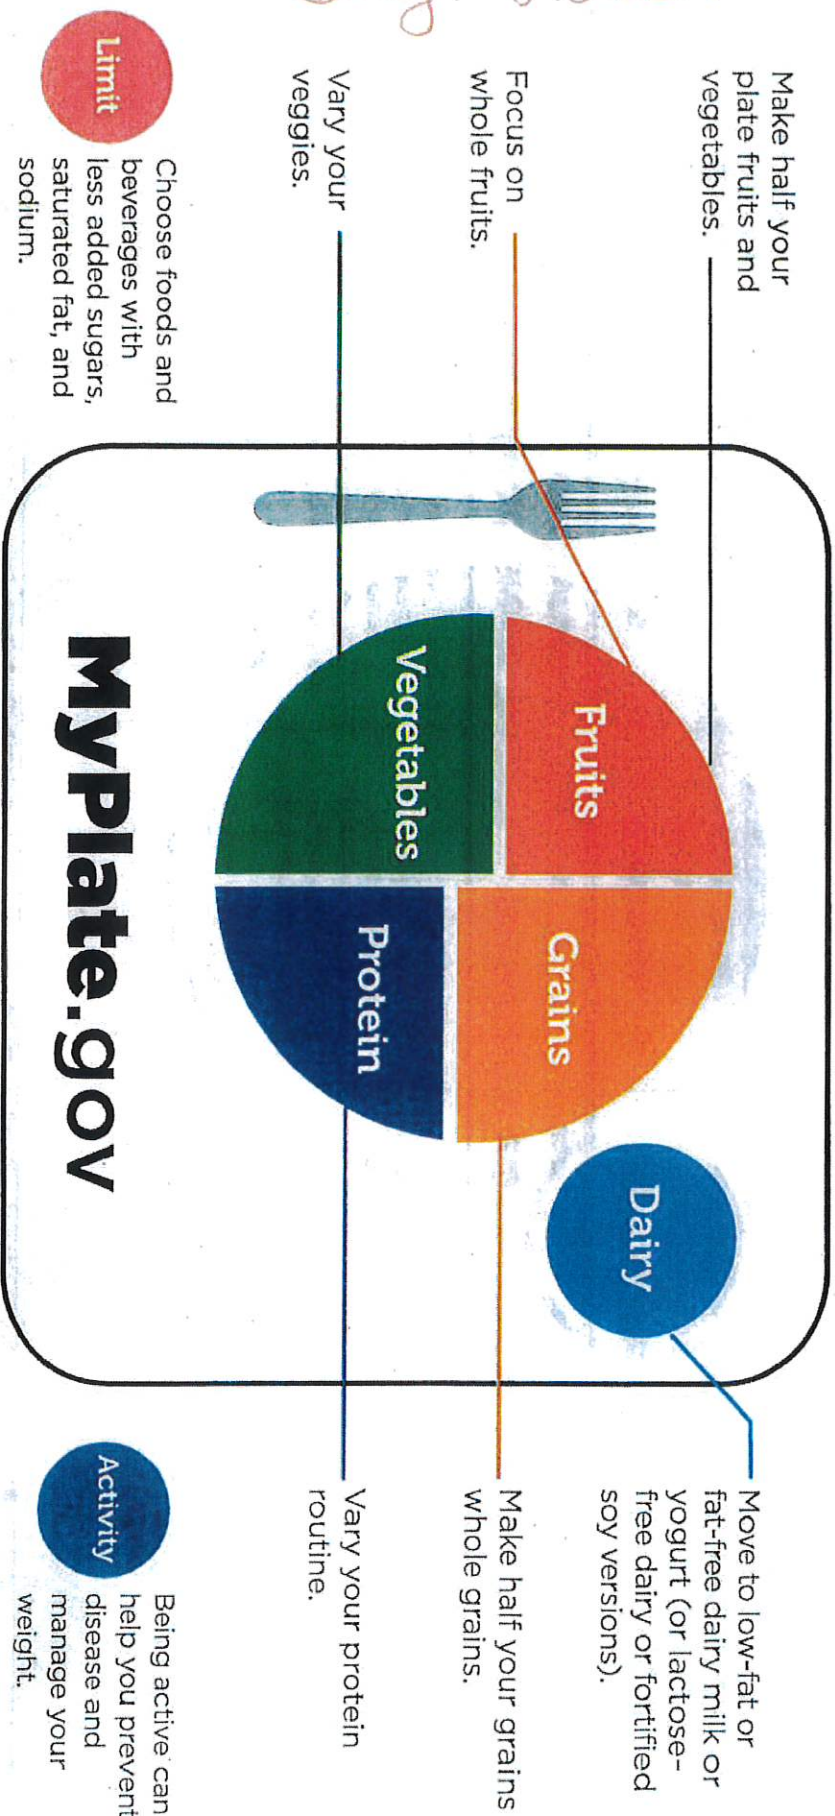 Make half your
plate fruits and
vegetables.
Focus on
whole fruits.
Vary your
veggies.
Fruits
Vegetables
Grains
Protein
Dairy
Move to low-fat or
fat-free dairy milk or
yogurt (or lactose-
free dairy or fortified
soy versions).
Make half your grains
whole grains.
Vary your protein
routine.
MyPlate.gov
Limit
Choose foods and
beverages with
less added sugars,
saturated fat, and
sodium.
Activity
Being active can
help you prevent
disease and
manage your
weight.